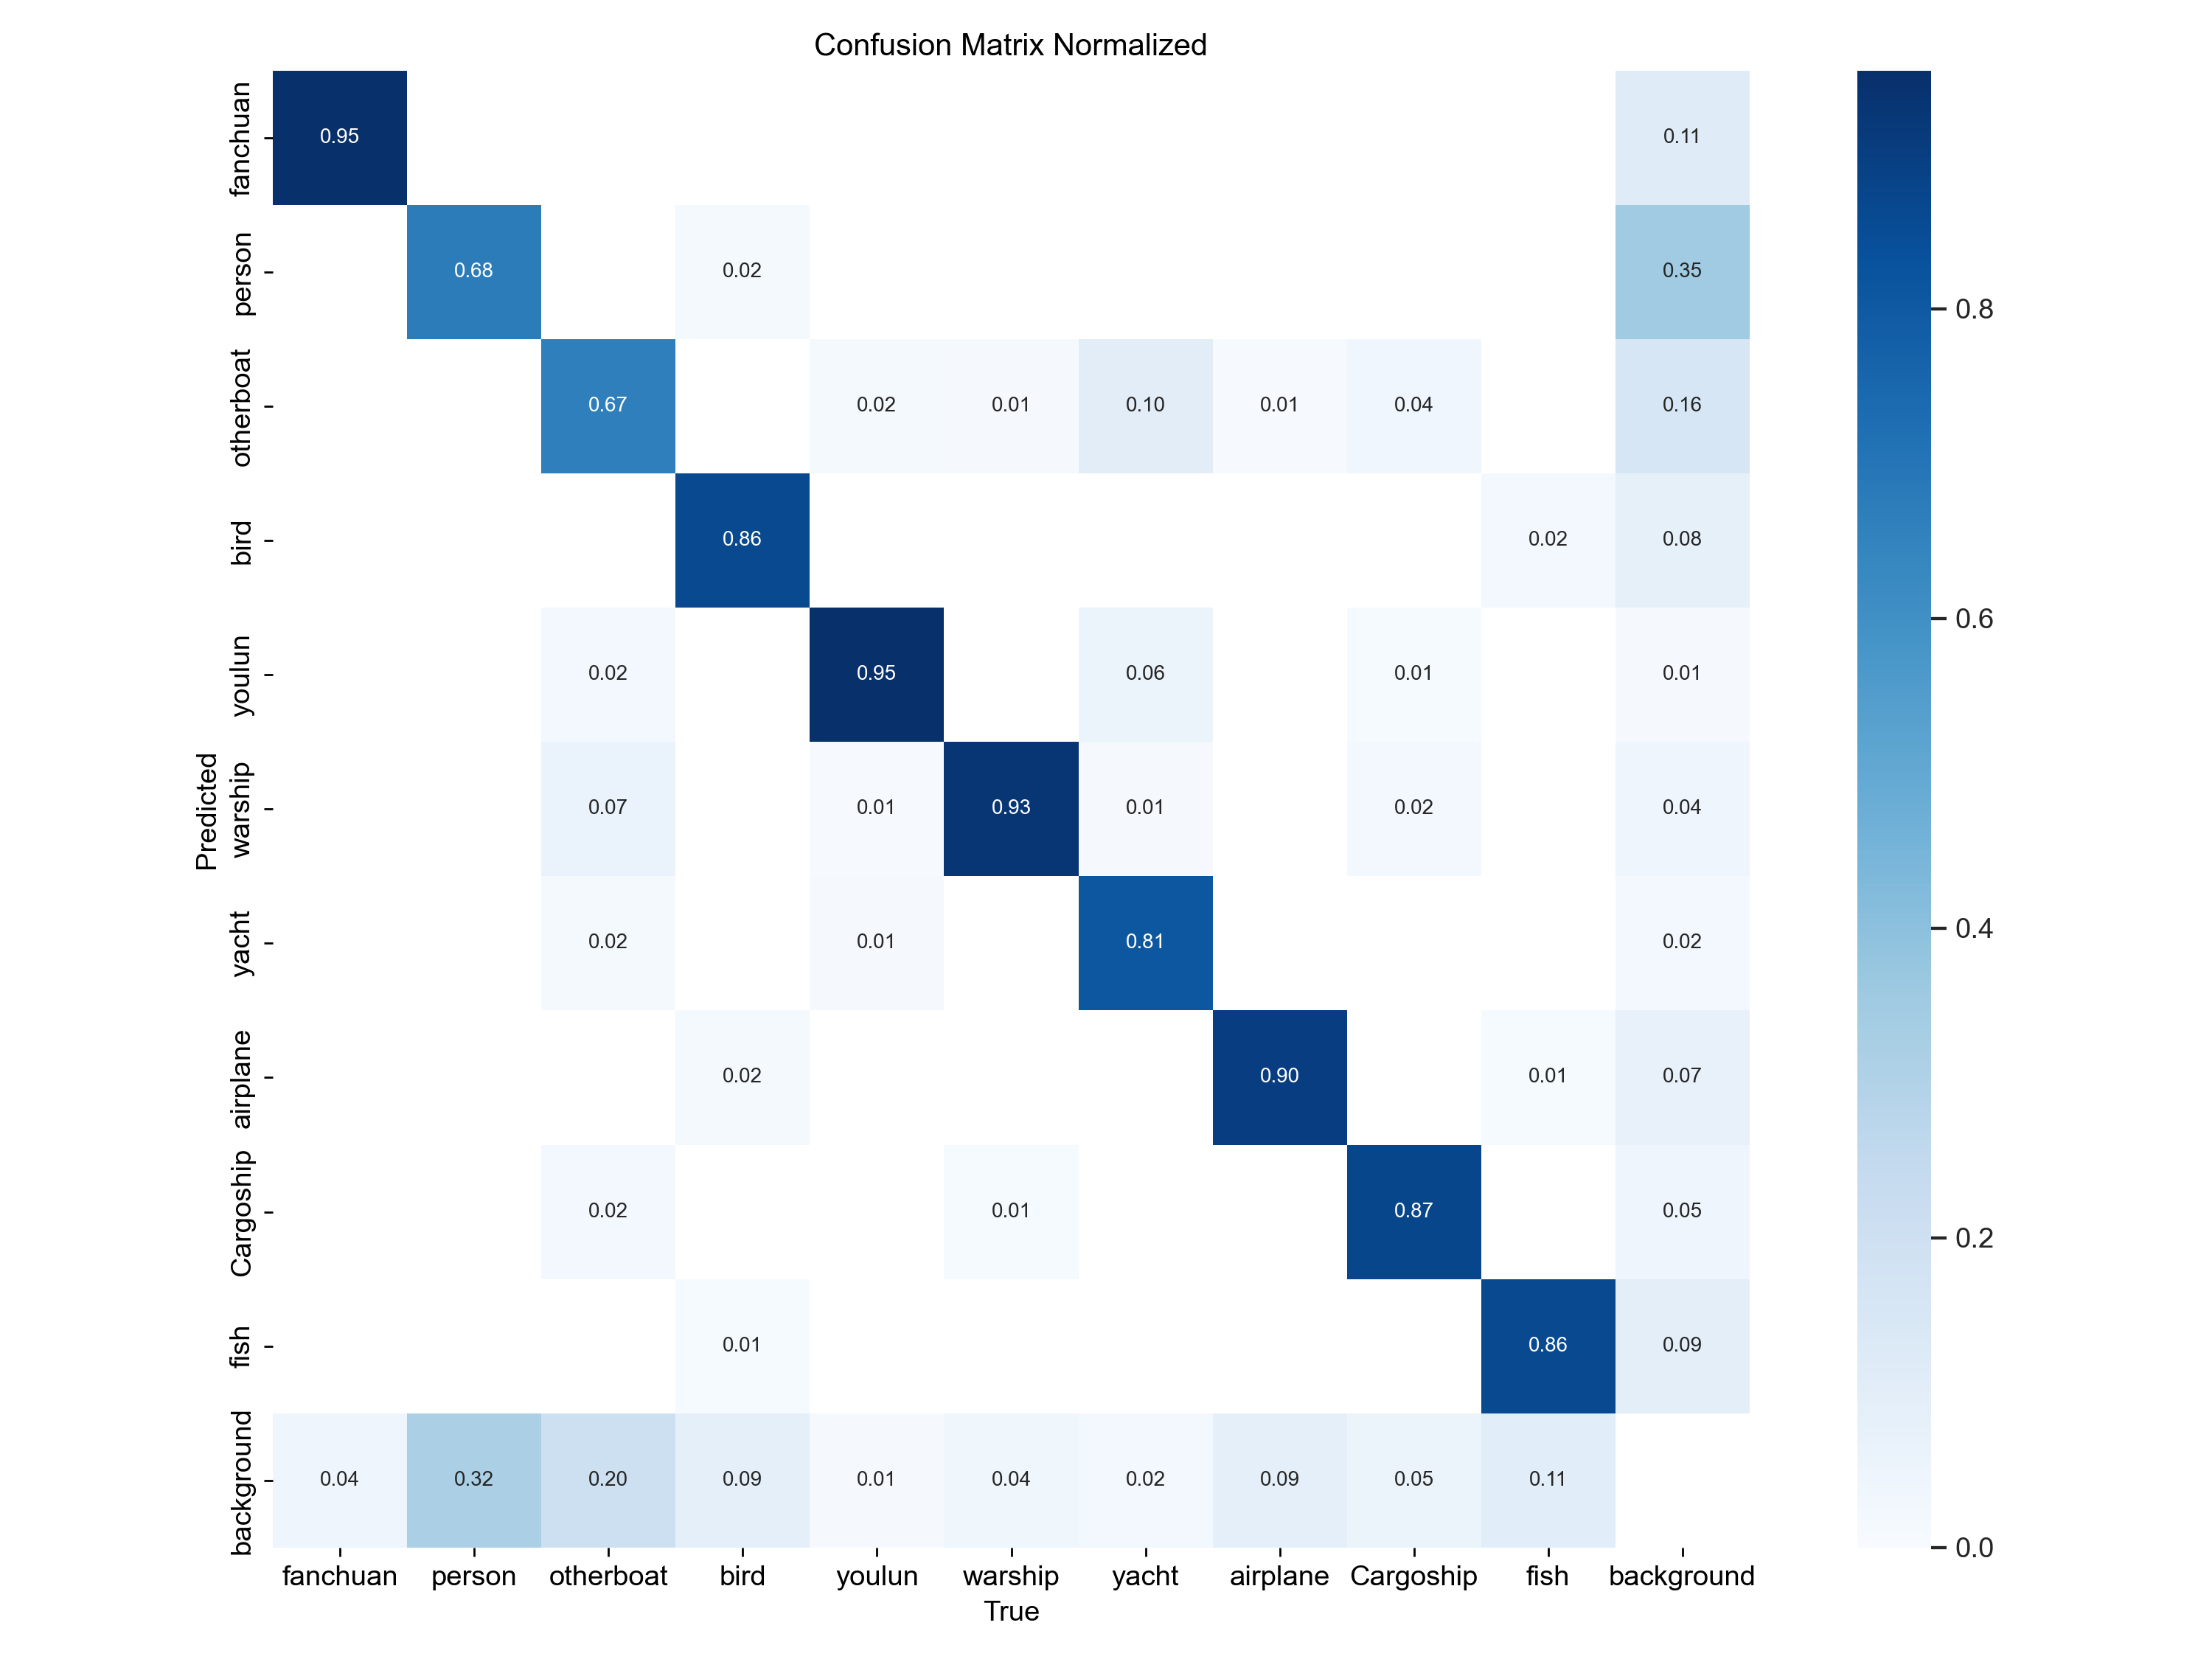 Confusion Matrix Normalized
fanchuan 0.95 0.11
person 0.68 0.02 0.35
otherboat 0.67 0.02 0.01 0.10 0.01 0.04 0.16
bird 0.86 0.02 0.08
youlun 0.02 0.95 0.06 0.01 0.01
warship 0.07 0.01 0.93 0.01 0.02 0.04
yacht 0.02 0.01 0.81 0.02
airplane 0.02 0.90 0.01 0.07
Cargoship 0.02 0.01 0.87 0.05
fish 0.01 0.86 0.09
background 0.04 0.32 0.20 0.09 0.01 0.04 0.02 0.09 0.05 0.11
Predicted
fanchuan person otherboat bird youlun warship yacht airplane Cargoship fish background
True
0.8
0.6
0.4
0.2
0.0